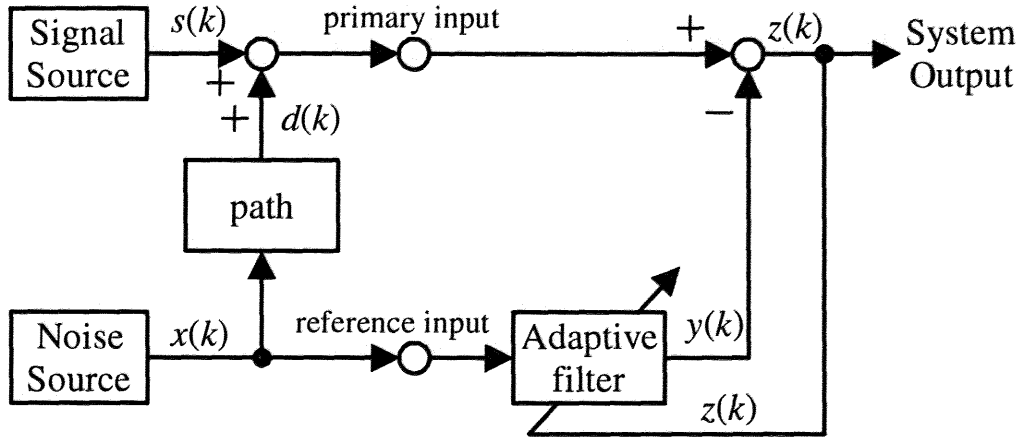 Signal
Source
s(k)
+
+
d(k)
primary input
+
−
z(k)
System
Output
path
Noise
Source
x(k)
reference input
Adaptive
filter
y(k)
z(k)